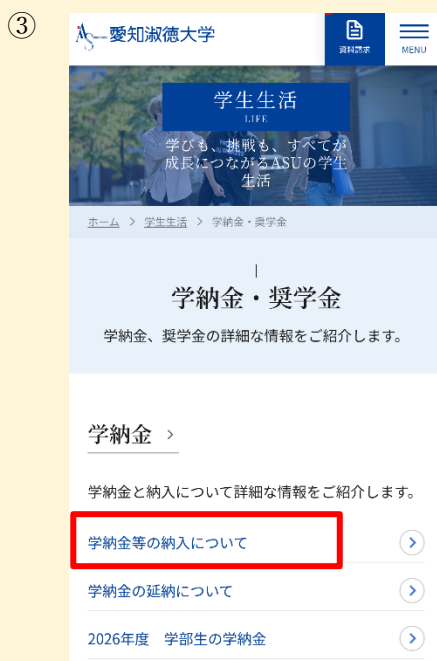 ③
愛知淑徳大学
資料請求
MENU
学生生活
LIFE
学びも、挑戦も、すべてが
成長につながるASUの学生
生活
ホーム > 学生生活 > 学納金・奨学金
学納金・奨学金
学納金、奨学金の詳細な情報をご紹介します。
学納金 >
学納金と納入について詳細な情報をご紹介します。
学納金等の納入について
学納金の延納について
2026年度 学部生の学納金